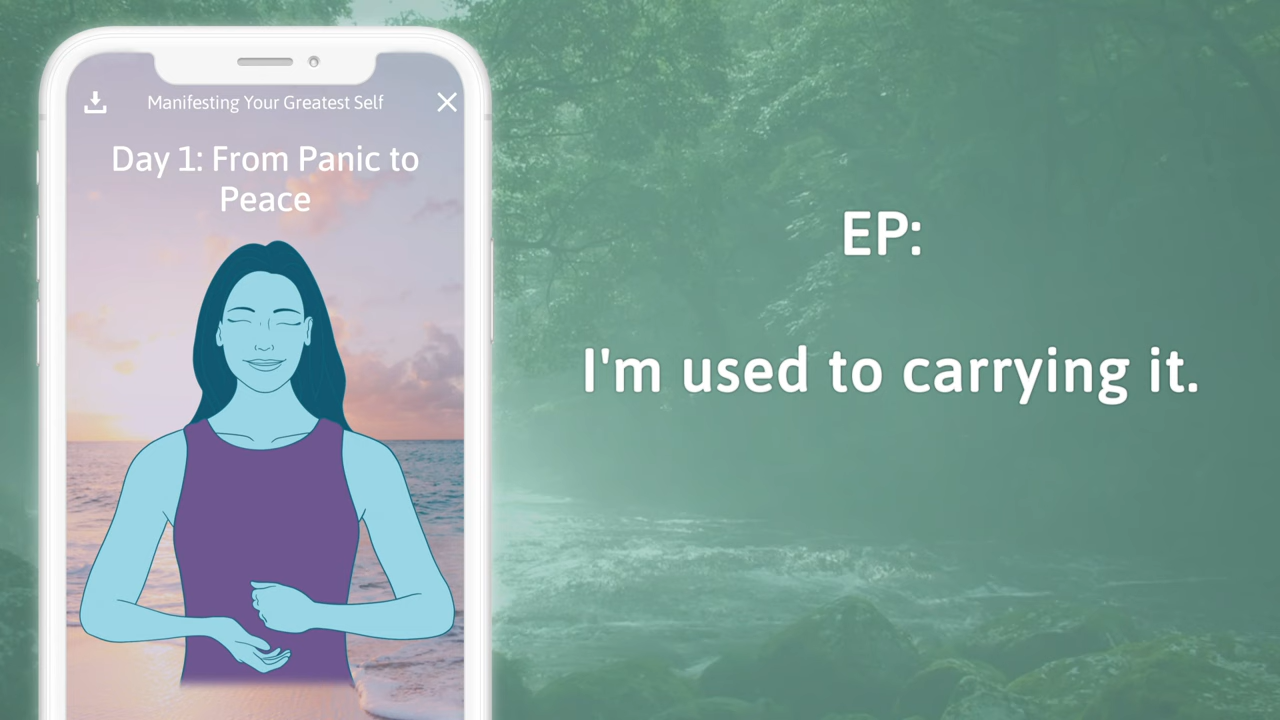 Manifesting Your Greatest Self
Day 1: From Panic to
Peace
EP:
I'm used to carrying it.